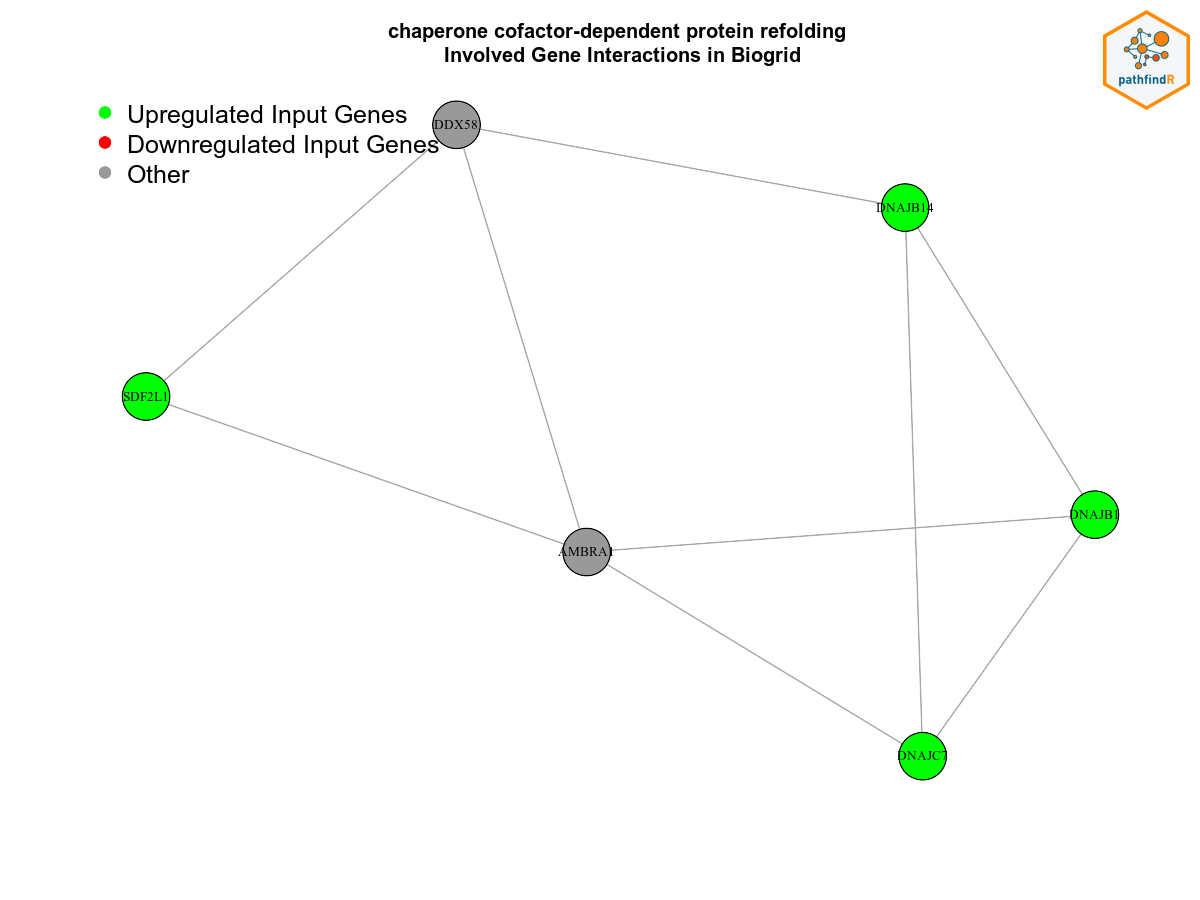 chaperone cofactor-dependent protein refolding
Involved Gene Interactions in Biogrid
pathfindR
Upregulated Input Genes
Downregulated Input Genes
Other
DDX58
DNAJB14
SDF2L1
DNAJB1
AMBRA1
DNAJC7